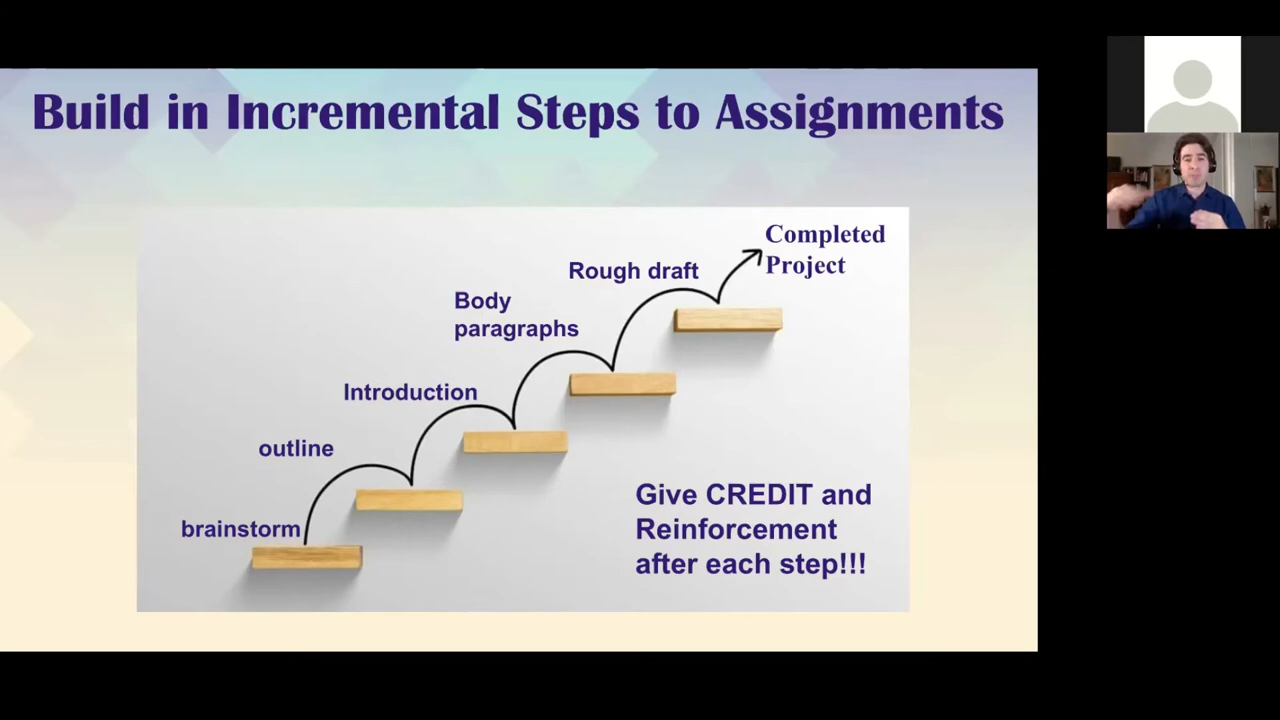 Build in Incremental Steps to Assignments
Completed
Project
Rough draft
Body
paragraphs
Introduction
outline
brainstorm
Give CREDIT and
Reinforcement
after each step!!!